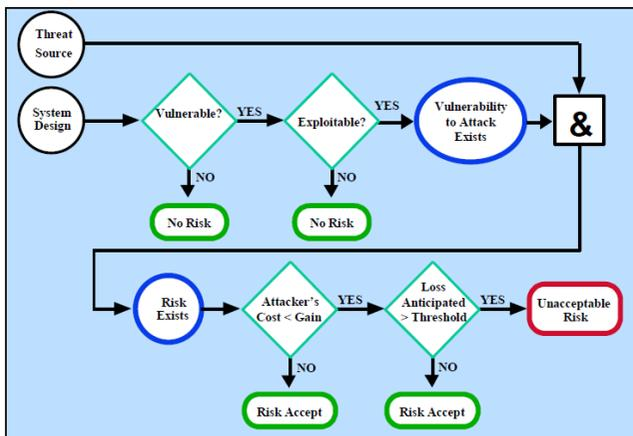 Threat
Source
System
Design
Vulnerable?
YES
Exploitable?
YES
Vulnerability
to Attack
Exists
&
NO
NO
No Risk
No Risk
Risk
Exists
Attacker's
Cost < Gain
YES
Loss
Anticipated
> Threshold
YES
Unacceptable
Risk
NO
NO
Risk Accept
Risk Accept